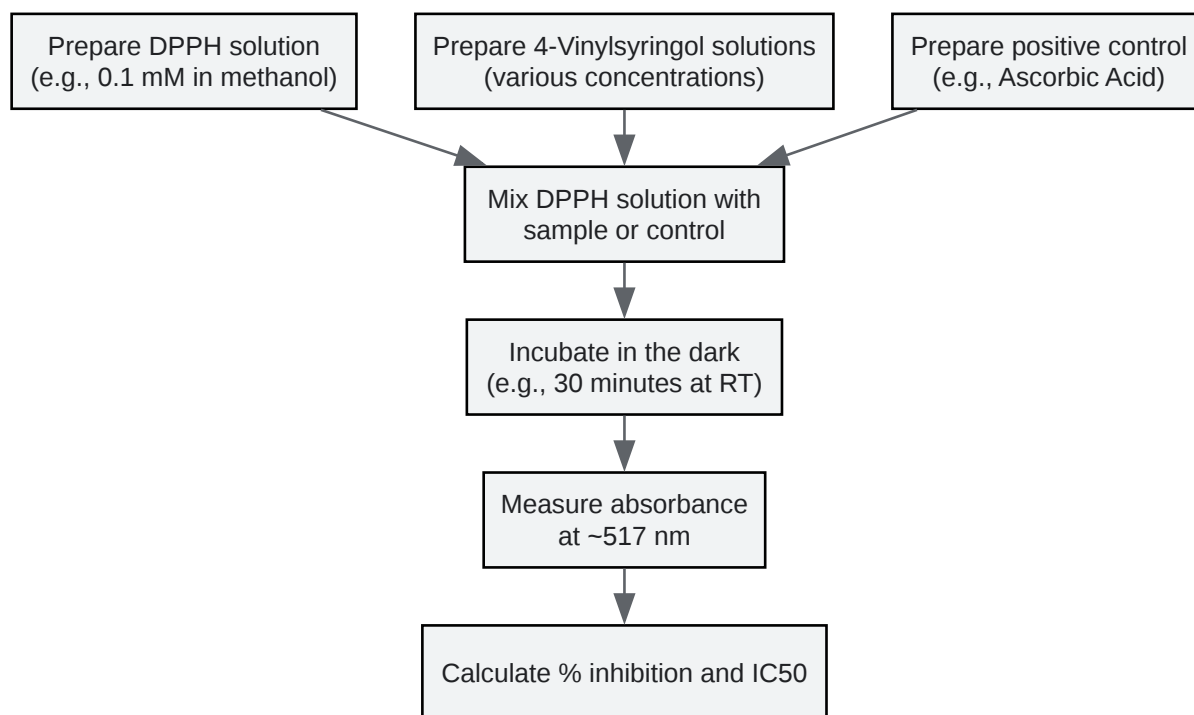 Prepare DPPH solution
(e.g., 0.1 mM in methanol)
Prepare 4-Vinylsyringol solutions
(various concentrations)
Prepare positive control
(e.g., Ascorbic Acid)
Mix DPPH solution with
sample or control
Incubate in the dark
(e.g., 30 minutes at RT)
Measure absorbance
at ~517 nm
Calculate % inhibition and IC50